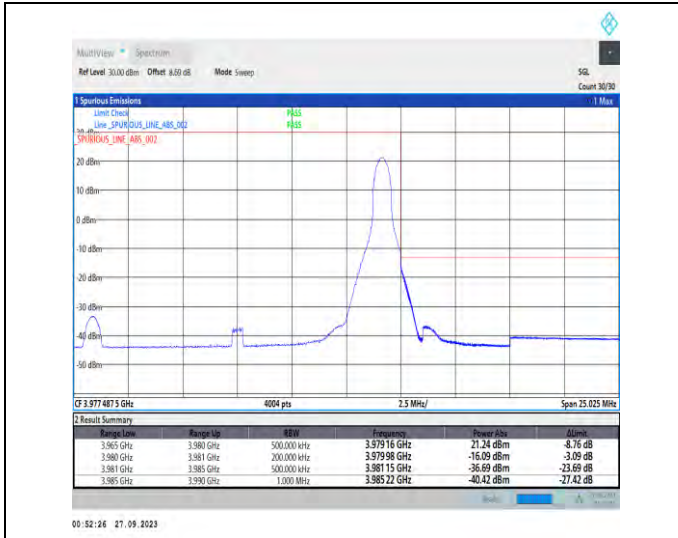 MultiView Spectrum
Ref Level 30.00 dBm Offset 8.69 dB Mode Sweep SGL
Count 30/30
1 Spurious Emissions 1 Max
Limit Check PASS
Line _SPURIOUS_LINE_ABS_002 PASS
_SPURIOUS_LINE_ABS_002
20 dBm
10 dBm
0 dBm
-10 dBm
-20 dBm
-30 dBm
-40 dBm
-50 dBm
CF 3.977 487 5 GHz 4004 pts 2.5 MHz/ Span 25.025 MHz
2 Result Summary
Range Low Range Up RBW Frequency Power Abs ΔLimit
3.965 GHz 3.980 GHz 500.000 kHz 3.979 16 GHz 21.24 dBm -8.76 dB
3.980 GHz 3.981 GHz 200.000 kHz 3.979 98 GHz -16.09 dBm -3.09 dB
3.981 GHz 3.985 GHz 500.000 kHz 3.981 15 GHz -36.69 dBm -23.69 dB
3.985 GHz 3.990 GHz 1.000 MHz 3.985 22 GHz -40.42 dBm -27.42 dB
00:52:26 27.09.2023